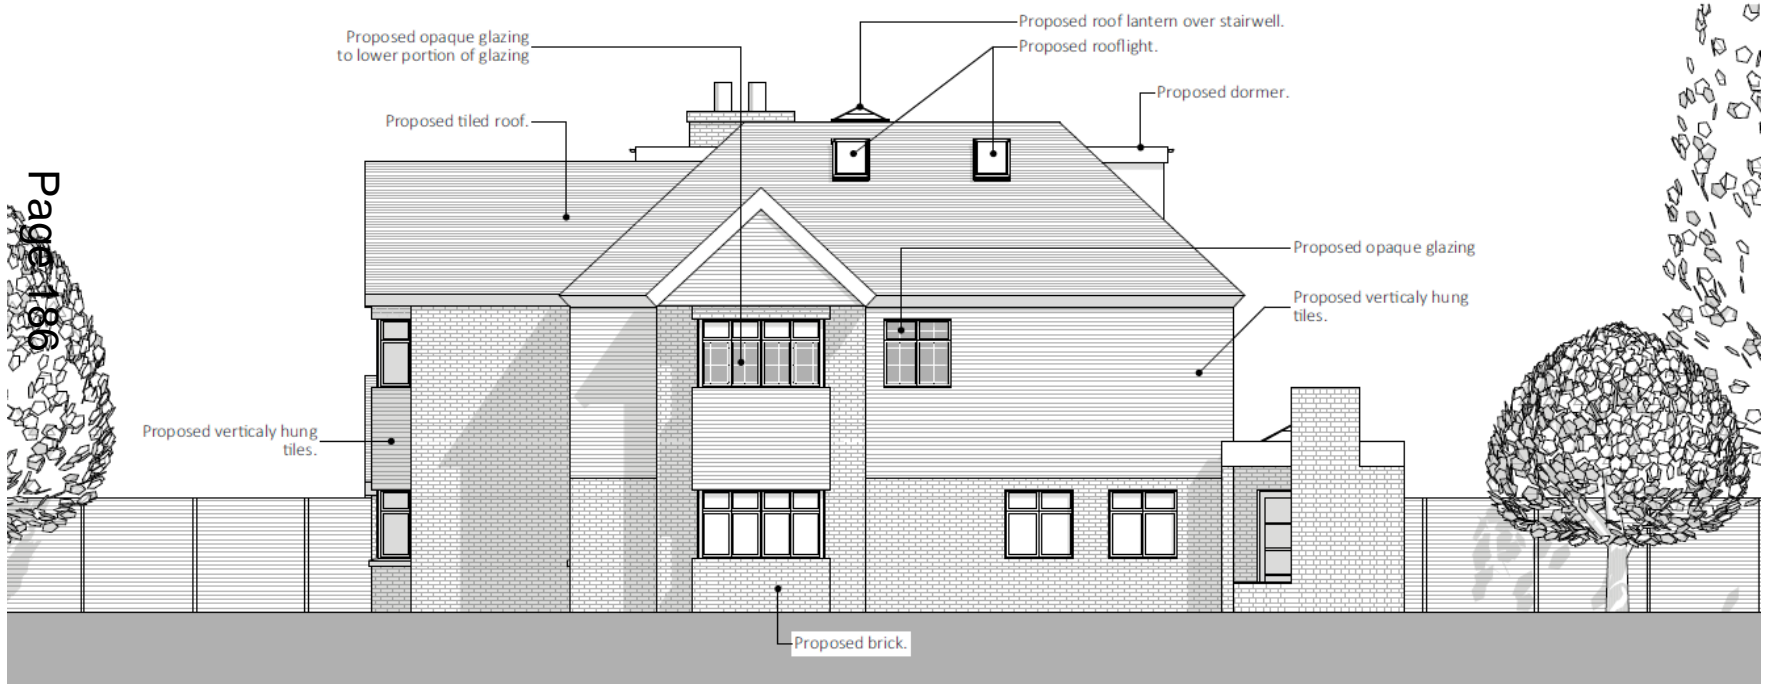 Proposed roof lantern over stairwell.
Proposed opaque glazing
to lower portion of glazing
Proposed rooflight.
Proposed dormer.
Proposed tiled roof.
Page 186
Proposed opaque glazing
Proposed verticaly hung
tiles.
Proposed verticaly hung
tiles.
Proposed brick.